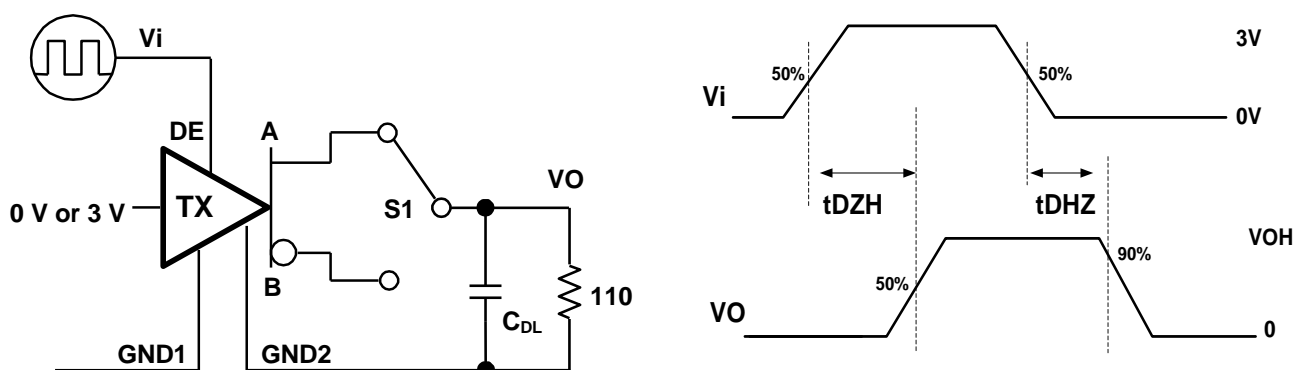 Vi
DE
A
0 V or 3 V
TX
S1
VO
B
CDL
110
GND1
GND2
3V
50%
50%
Vi
0V
tDZH
tDHZ
VOH
90%
50%
VO
0